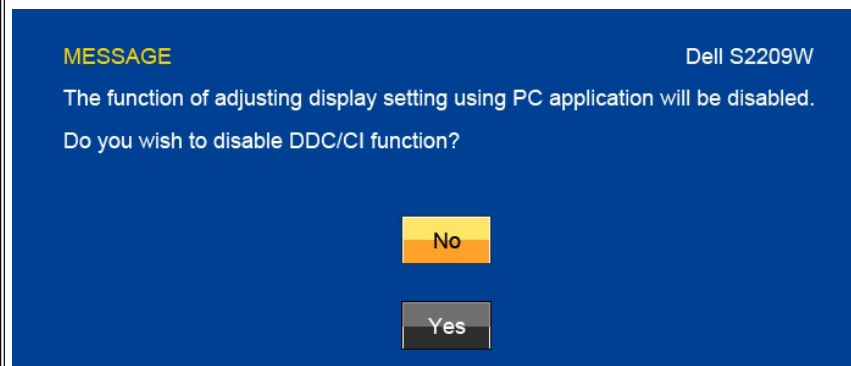 MESSAGE Dell S2209W
The function of adjusting display setting using PC application will be disabled.
Do you wish to disable DDC/CI function?
No
Yes